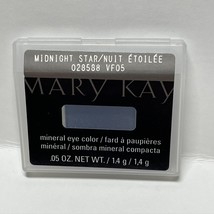 MIDNIGHT STAR/NUIT ÉTOILÉE
028508 VF05
MARY KAY
mineral eye color / fard à paupières
minéral / sombra mineral compacta
.05 OZ. NET WT. / 1,4 g / 1.4 g